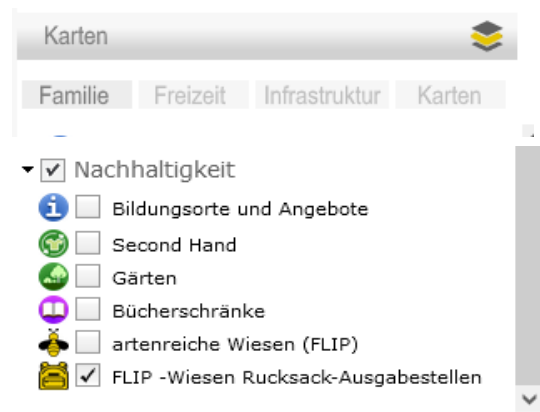 Karten
Familie Freizeit Infrastruktur Karten
Nachhaltigkeit
Bildungsorte und Angebote
Second Hand
Gärten
Bücherschränke
artenreiche Wiesen (FLIP)
FLIP -Wiesen Rucksack-Ausgabestellen